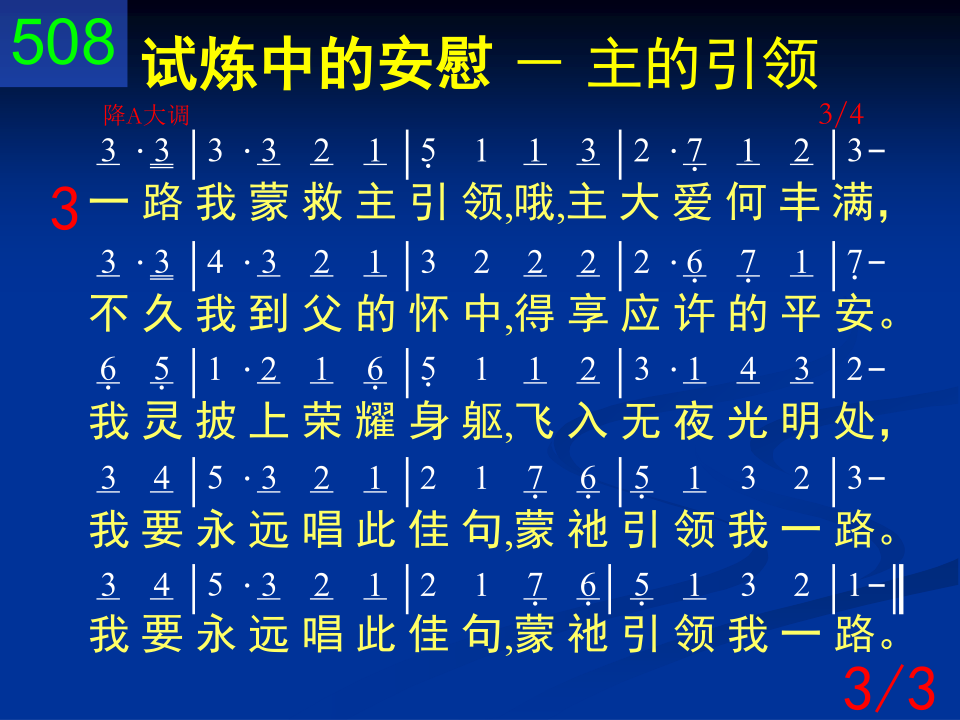 508
试炼中的安慰 － 主的引领
降A大调 3/4
3 · 3 | 3 · 3 2 1 | 5 1 1 3 | 2 · 7 1 2 | 3-
3 一路我蒙救主引领,哦,主大爱何丰满,
3 · 3 | 4 · 3 2 1 | 3 2 2 2 | 2 · 6 7 1 | 7-
不久我到父的怀中,得享应许的平安。
6 5 | 1 · 2 1 6 | 5 1 1 2 | 3 · 1 4 3 | 2-
我灵披上荣耀身躯,飞入无夜光明处,
3 4 | 5 · 3 2 1 | 2 1 7 6 | 5 1 3 2 | 3-
我要永远唱此佳句,蒙祂引领我一路。
3 4 | 5 · 3 2 1 | 2 1 7 6 | 5 1 3 2 | 1-‖
我要永远唱此佳句,蒙祂引领我一路。
3/3